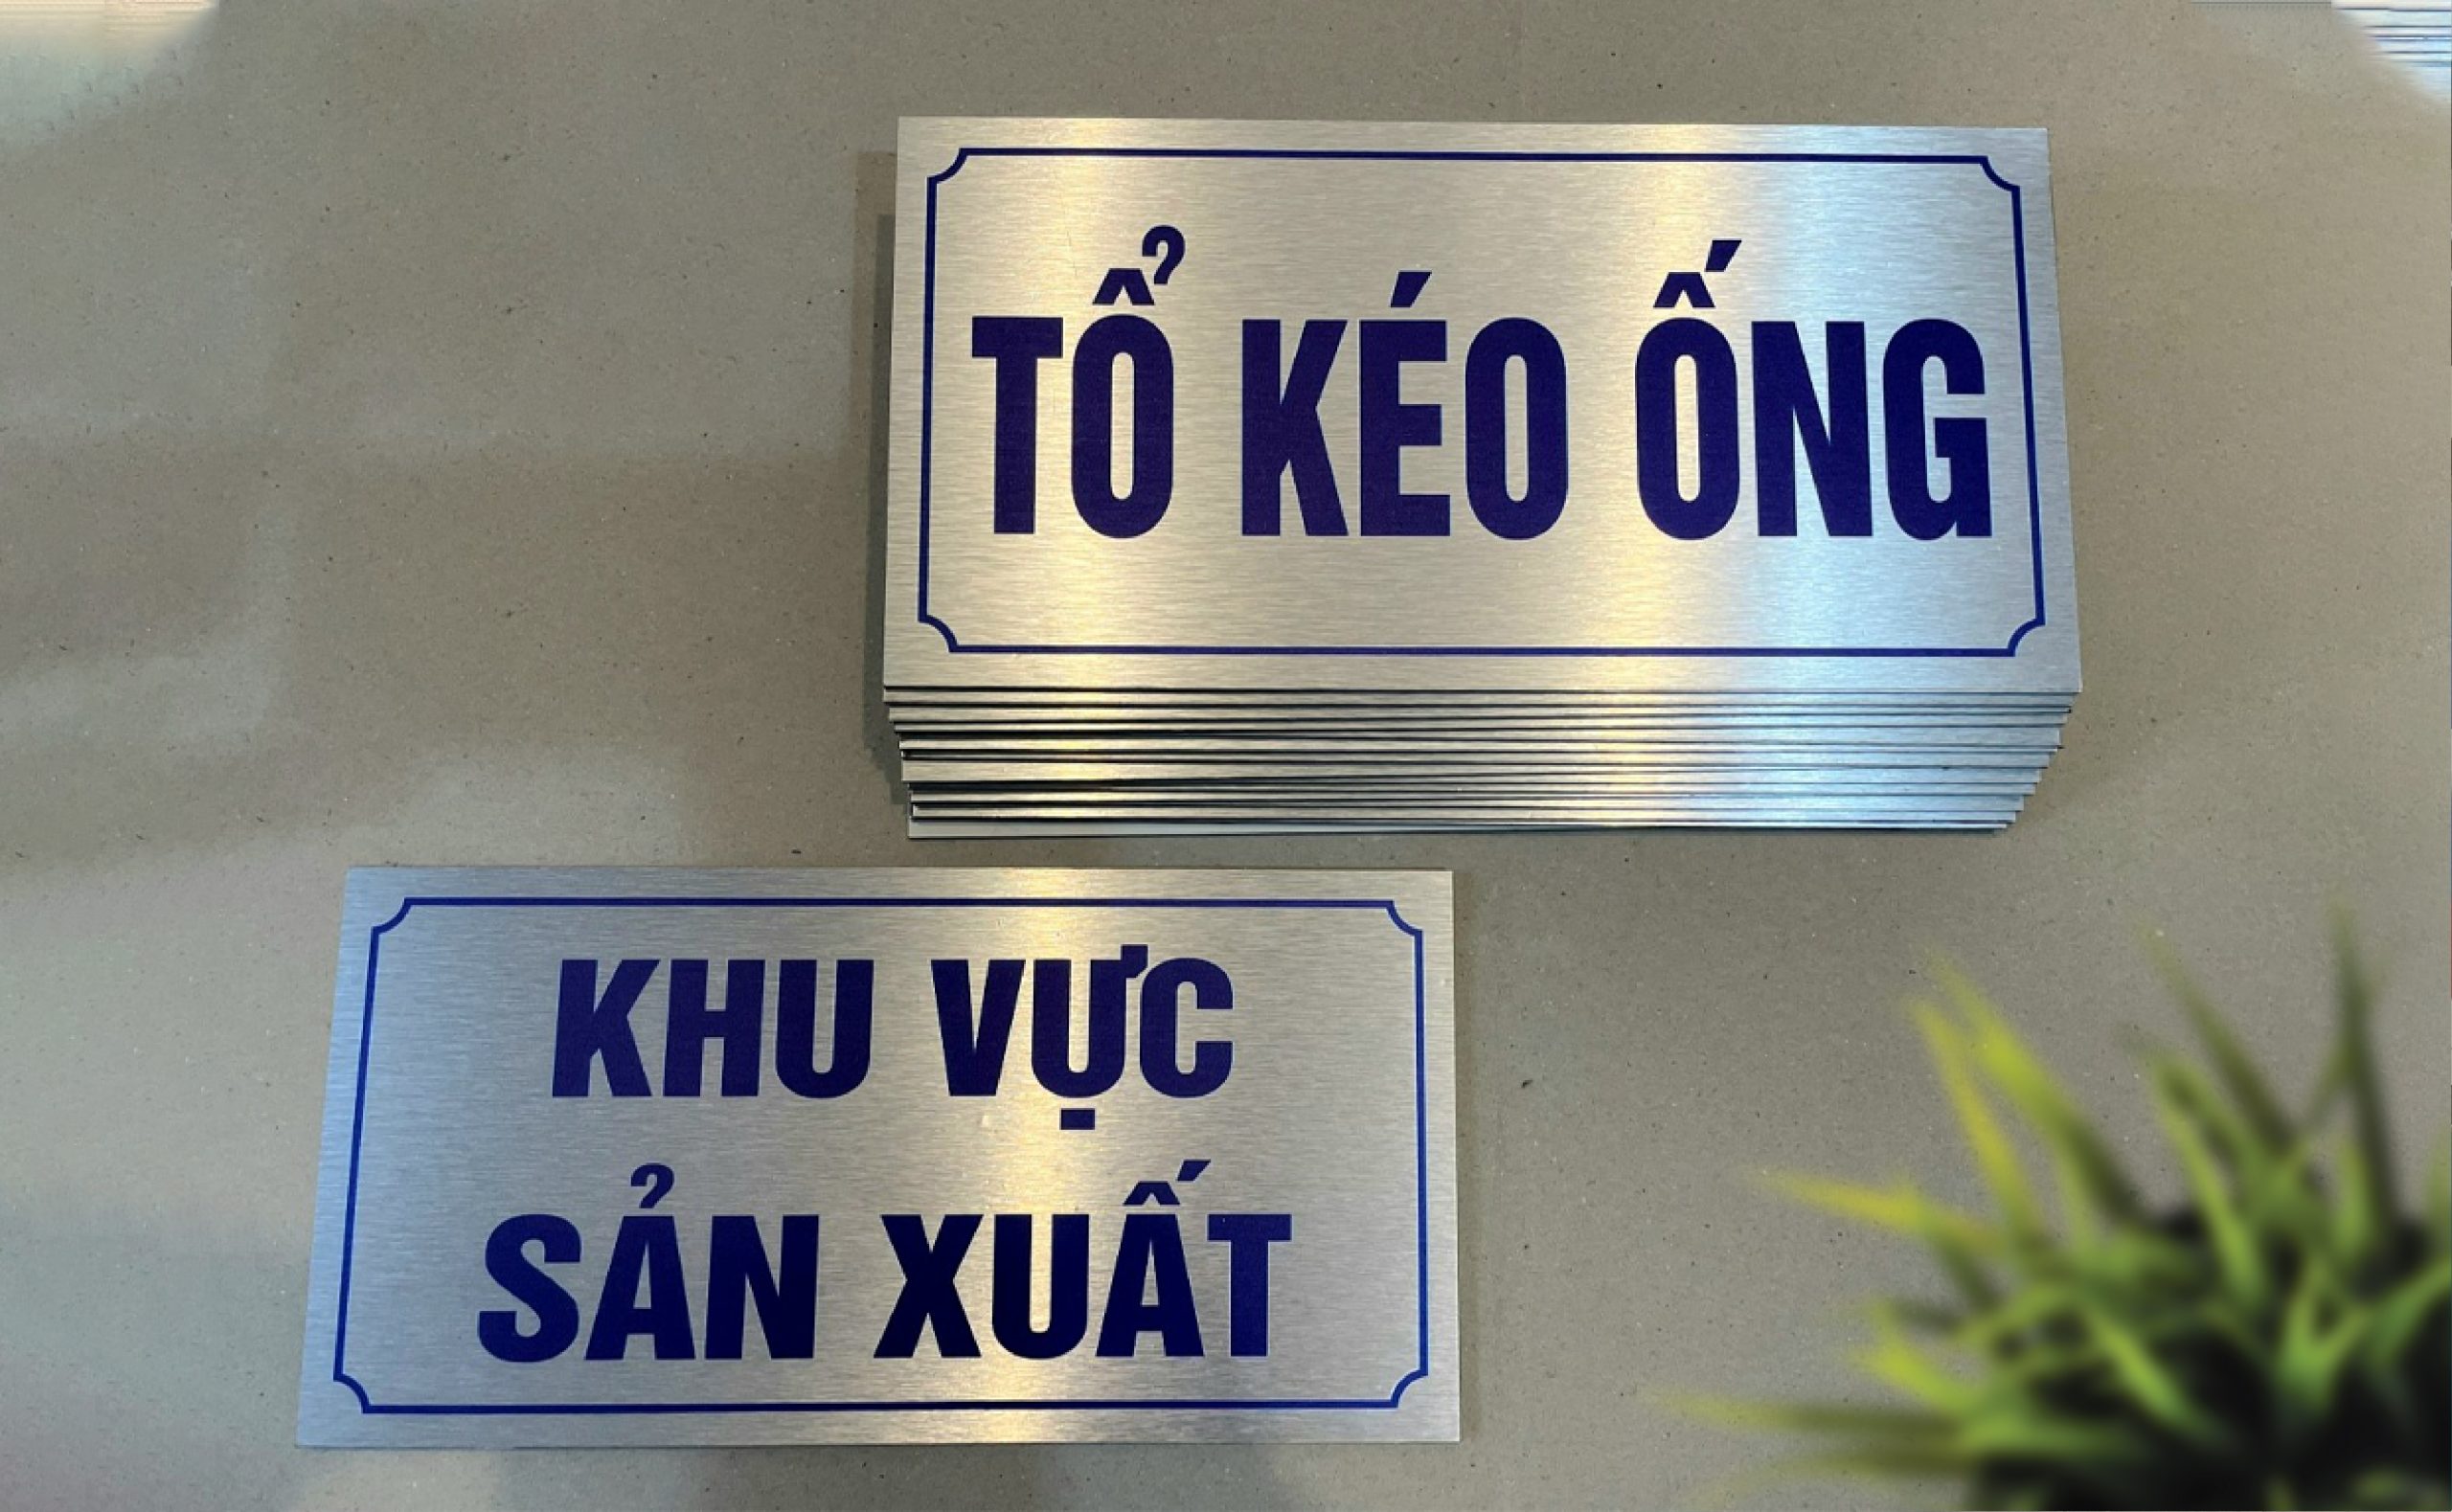 TỔ KÉO ỐNG
KHU VỰC
SẢN XUẤT